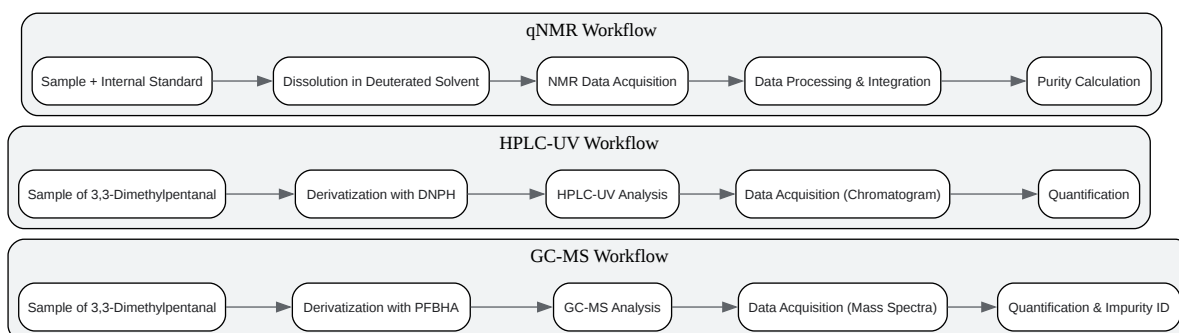 qNMR Workflow
Sample + Internal Standard
Dissolution in Deuterated Solvent
NMR Data Acquisition
Data Processing & Integration
Purity Calculation
HPLC-UV Workflow
Sample of 3,3-Dimethylpentanal
Derivatization with DNPH
HPLC-UV Analysis
Data Acquisition (Chromatogram)
Quantification
GC-MS Workflow
Sample of 3,3-Dimethylpentanal
Derivatization with PFBHA
GC-MS Analysis
Data Acquisition (Mass Spectra)
Quantification & Impurity ID